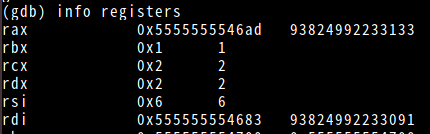 (gdb) info registers
rax 0x5555555546ad 93824992233133
rbx 0x1 1
rcx 0x2 2
rdx 0x2 2
rsi 0x6 6
rdi 0x555555554683 93824992233091